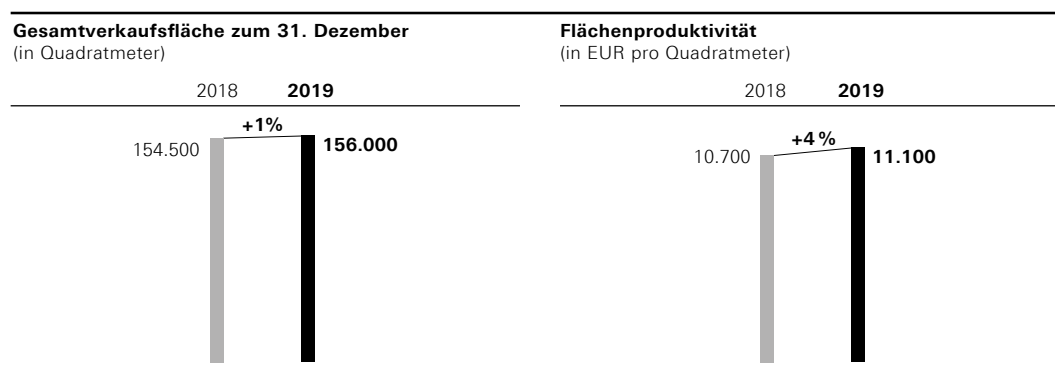 Gesamtverkaufsfläche zum 31. Dezember
(in Quadratmeter)
2018 2019
+1%
154.500
156.000
Flächenproduktivität
(in EUR pro Quadratmeter)
2018 2019
+4 %
10.700
11.100